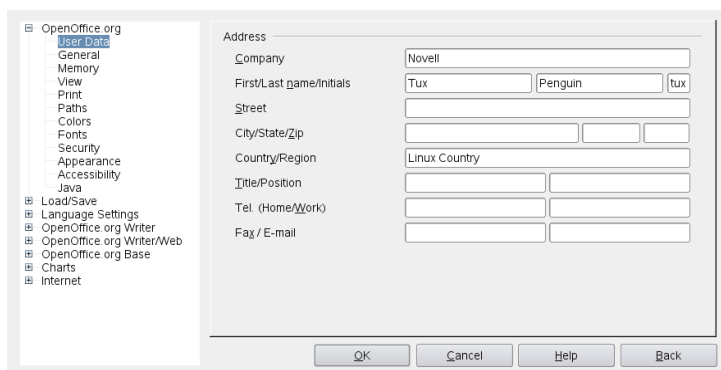 OpenOffice.org
User Data
General
Memory
View
Print
Paths
Colors
Fonts
Security
Appearance
Accessibility
Java
Load/Save
Language Settings
OpenOffice.org Writer
OpenOffice.org Writer/Web
OpenOffice.org Base
Charts
Internet
Address
Company Novell
First/Last name/Initials Tux Penguin tux
Street
City/State/Zip
Country/Region Linux Country
Title/Position
Tel. (Home/Work)
Fax / E-mail
OK Cancel Help Back